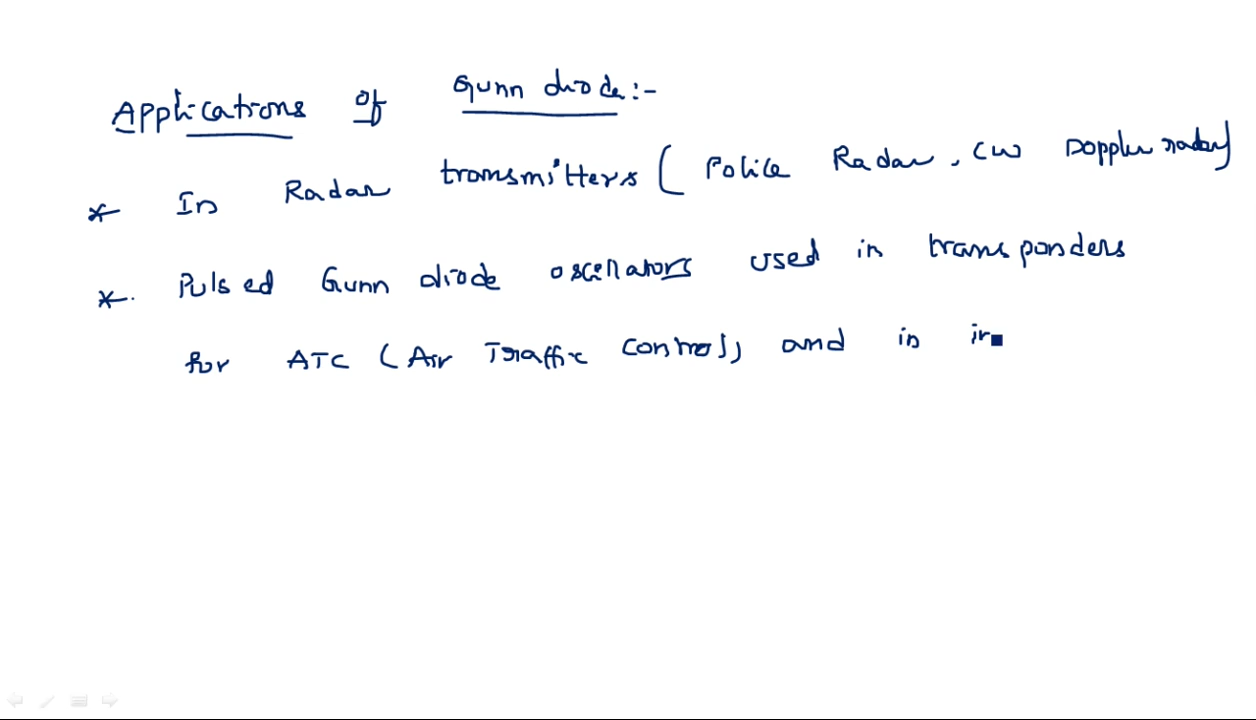 Applications of Gunn diode:-
* In Radar transmitters (Police Radar, CW Doppler radar)
* Pulsed Gunn diode oscillators used in transponders
for ATC (Air Traffic Control) and in